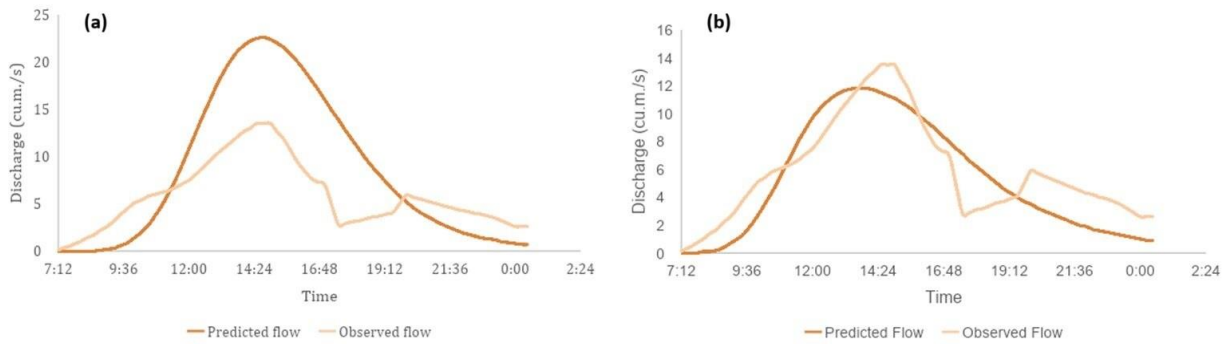 (a)
25
20
15
10
5
0
Discharge (cu.m./s)
7:12 9:36 12:00 14:24 16:48 19:12 21:36 0:00 2:24
Time
Predicted flow Observed flow
(b)
16
14
12
10
8
6
4
2
0
Discharge (cu.m./s)
7:12 9:36 12:00 14:24 16:48 19:12 21:36 0:00 2:24
Time
Predicted Flow Observed Flow